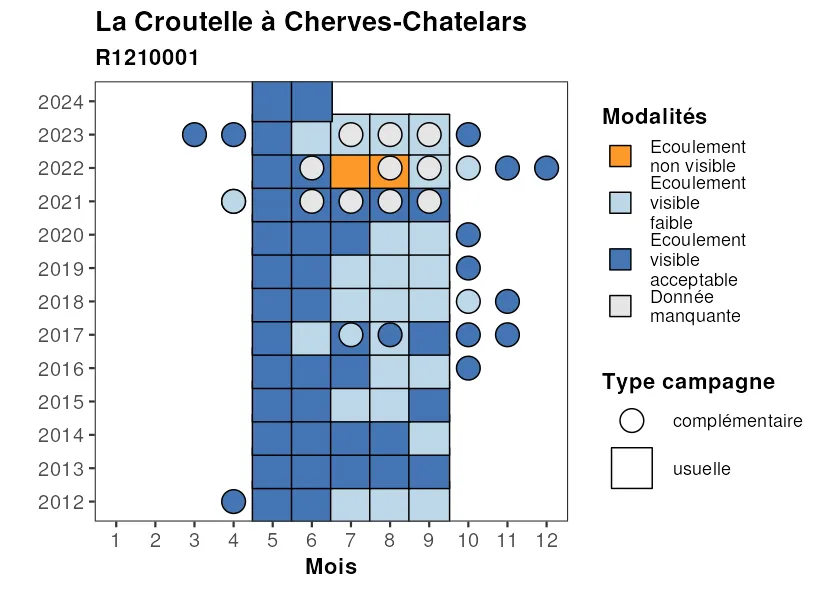 La Croutelle à Cherves-Chatelars
R1210001
2024
2023
2022
2021
2020
2019
2018
2017
2016
2015
2014
2013
2012
1 2 3 4 5 6 7 8 9 10 11 12
Mois
Modalités
Ecoulement
non visible
Ecoulement
visible
faible
Ecoulement
visible
acceptable
Donnée
manquante
Type campagne
complémentaire
usuelle